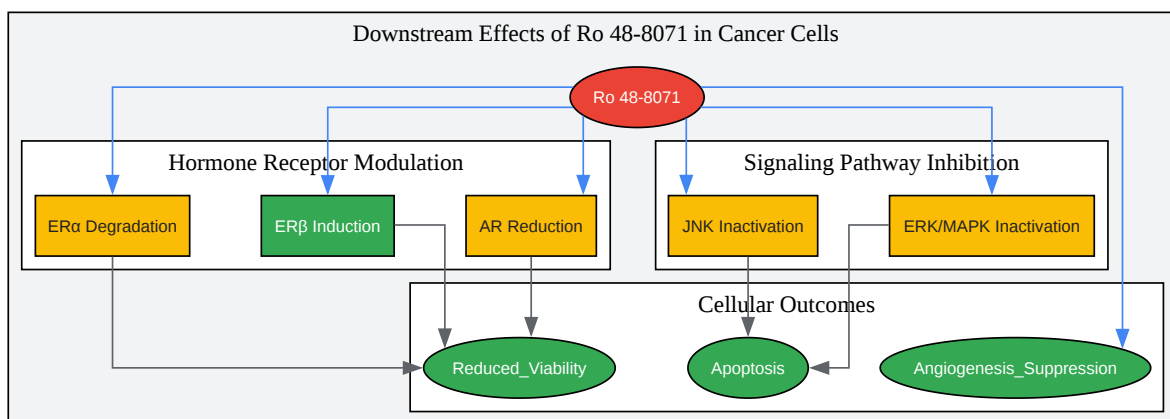 Downstream Effects of Ro 48-8071 in Cancer Cells
Ro 48-8071
Hormone Receptor Modulation
Signaling Pathway Inhibition
ERα Degradation
ERβ Induction
AR Reduction
JNK Inactivation
ERK/MAPK Inactivation
Cellular Outcomes
Reduced_Viability
Apoptosis
Angiogenesis_Suppression